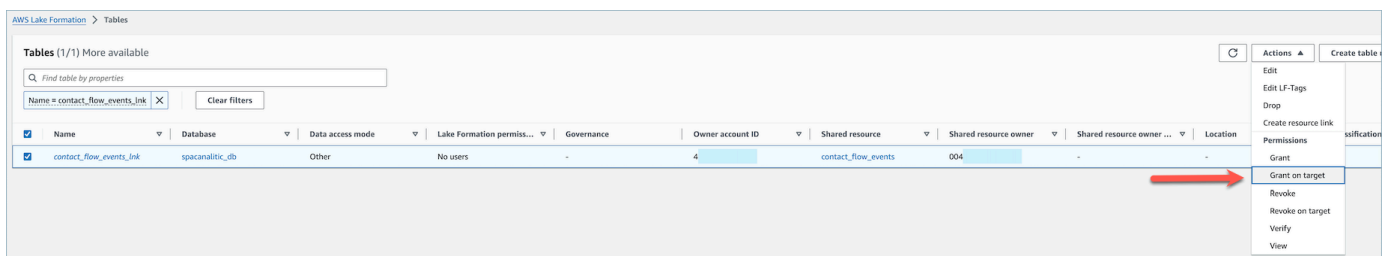 AWS Lake Formation > Tables
Tables (1/1) More available
Actions ▲ Create table
Find table by properties
Name = contact_flow_events_lnk X Clear filters
Name Database Data access mode Lake Formation permiss... Governance Owner account ID Shared resource Shared resource owner Shared resource owner ... Location ssification
contact_flow_events_lnk spacanalitic_db Other No users - 4 contact_flow_events 004 - -
Edit
Edit LF-Tags
Drop
Create resource link
Permissions
Grant
Grant on target
Revoke
Revoke on target
Verify
View